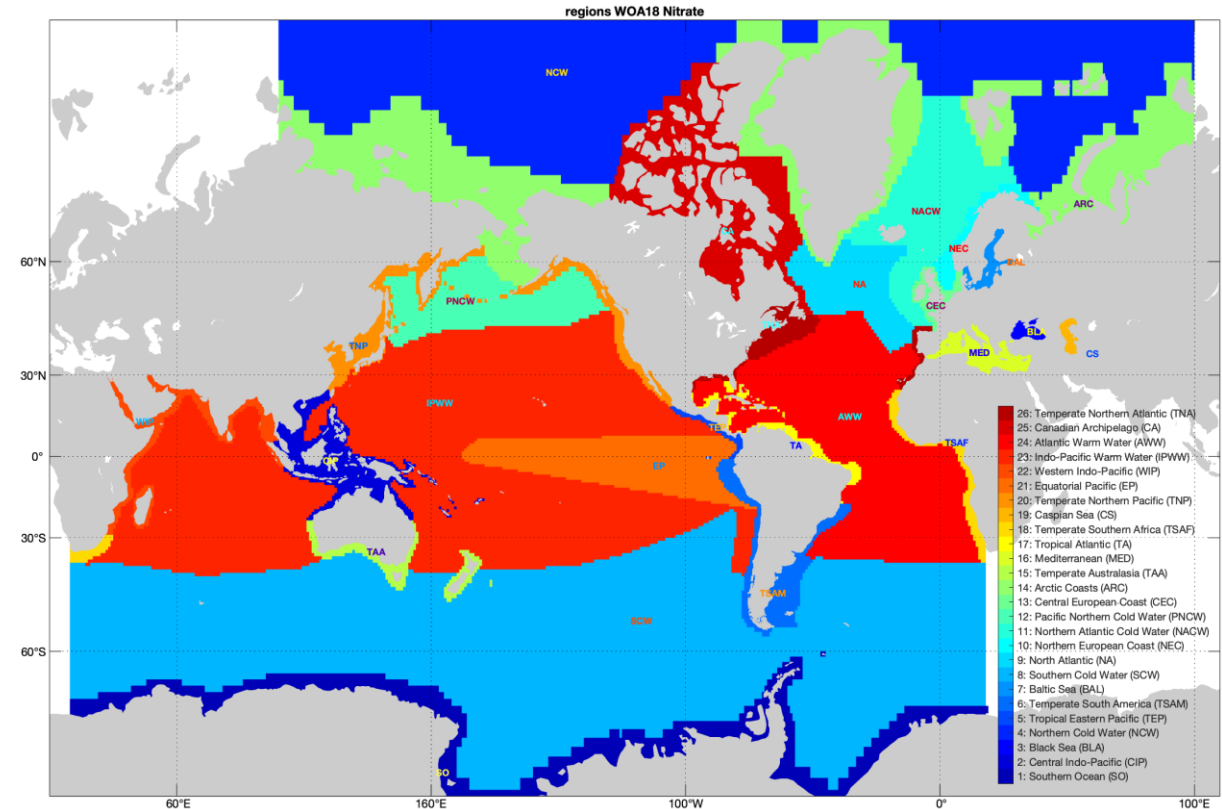 regions WOA18 Nitrate
NCW
ARC
NACW
CA
NEC
BAL
60°N
NA
PNCW
CEC
BLA
TNP
MED
CS
30°N
IPWW
WIP
AWW
TEP
TA
TSAF
0°
CIP
EP
30°S
TAA
TSAM
SCW
60°S
SO
26: Temperate Northern Atlantic (TNA)
25: Canadian Archipelago (CA)
24: Atlantic Warm Water (AWW)
23: Indo-Pacific Warm Water (IPWW)
22: Western Indo-Pacific (WIP)
21: Equatorial Pacific (EP)
20: Temperate Northern Pacific (TNP)
19: Caspian Sea (CS)
18: Temperate Southern Africa (TSAF)
17: Tropical Atlantic (TA)
16: Mediterranean (MED)
15: Temperate Australasia (TAA)
14: Arctic Coasts (ARC)
13: Central European Coast (CEC)
12: Pacific Northern Cold Water (PNCW)
11: Northern Atlantic Cold Water (NACW)
10: Northern European Coast (NEC)
9: North Atlantic (NA)
8: Southern Cold Water (SCW)
7: Baltic Sea (BAL)
6: Temperate South America (TSAM)
5: Tropical Eastern Pacific (TEP)
4: Northern Cold Water (NCW)
3: Black Sea (BLA)
2: Central Indo-Pacific (CIP)
1: Southern Ocean (SO)
60°E
160°E
100°W
0°
100°E